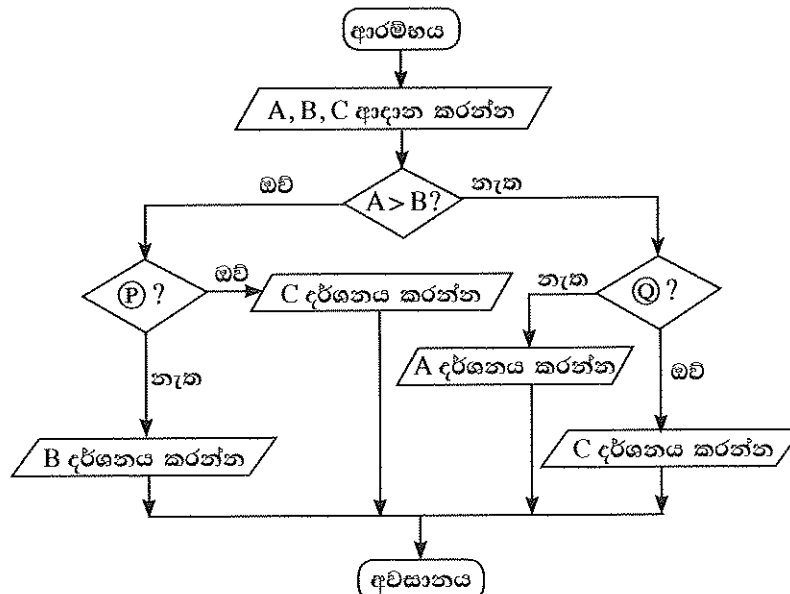 ආරම්භය
A, B, C ආදාන කරන්න
ඔව්
A > B?
නැත
Ⓟ ?
ඔව්
C දර්ශනය කරන්න
නැත
Ⓠ ?
A දර්ශනය කරන්න
නැත
ඔව්
B දර්ශනය කරන්න
C දර්ශනය කරන්න
අවසානය